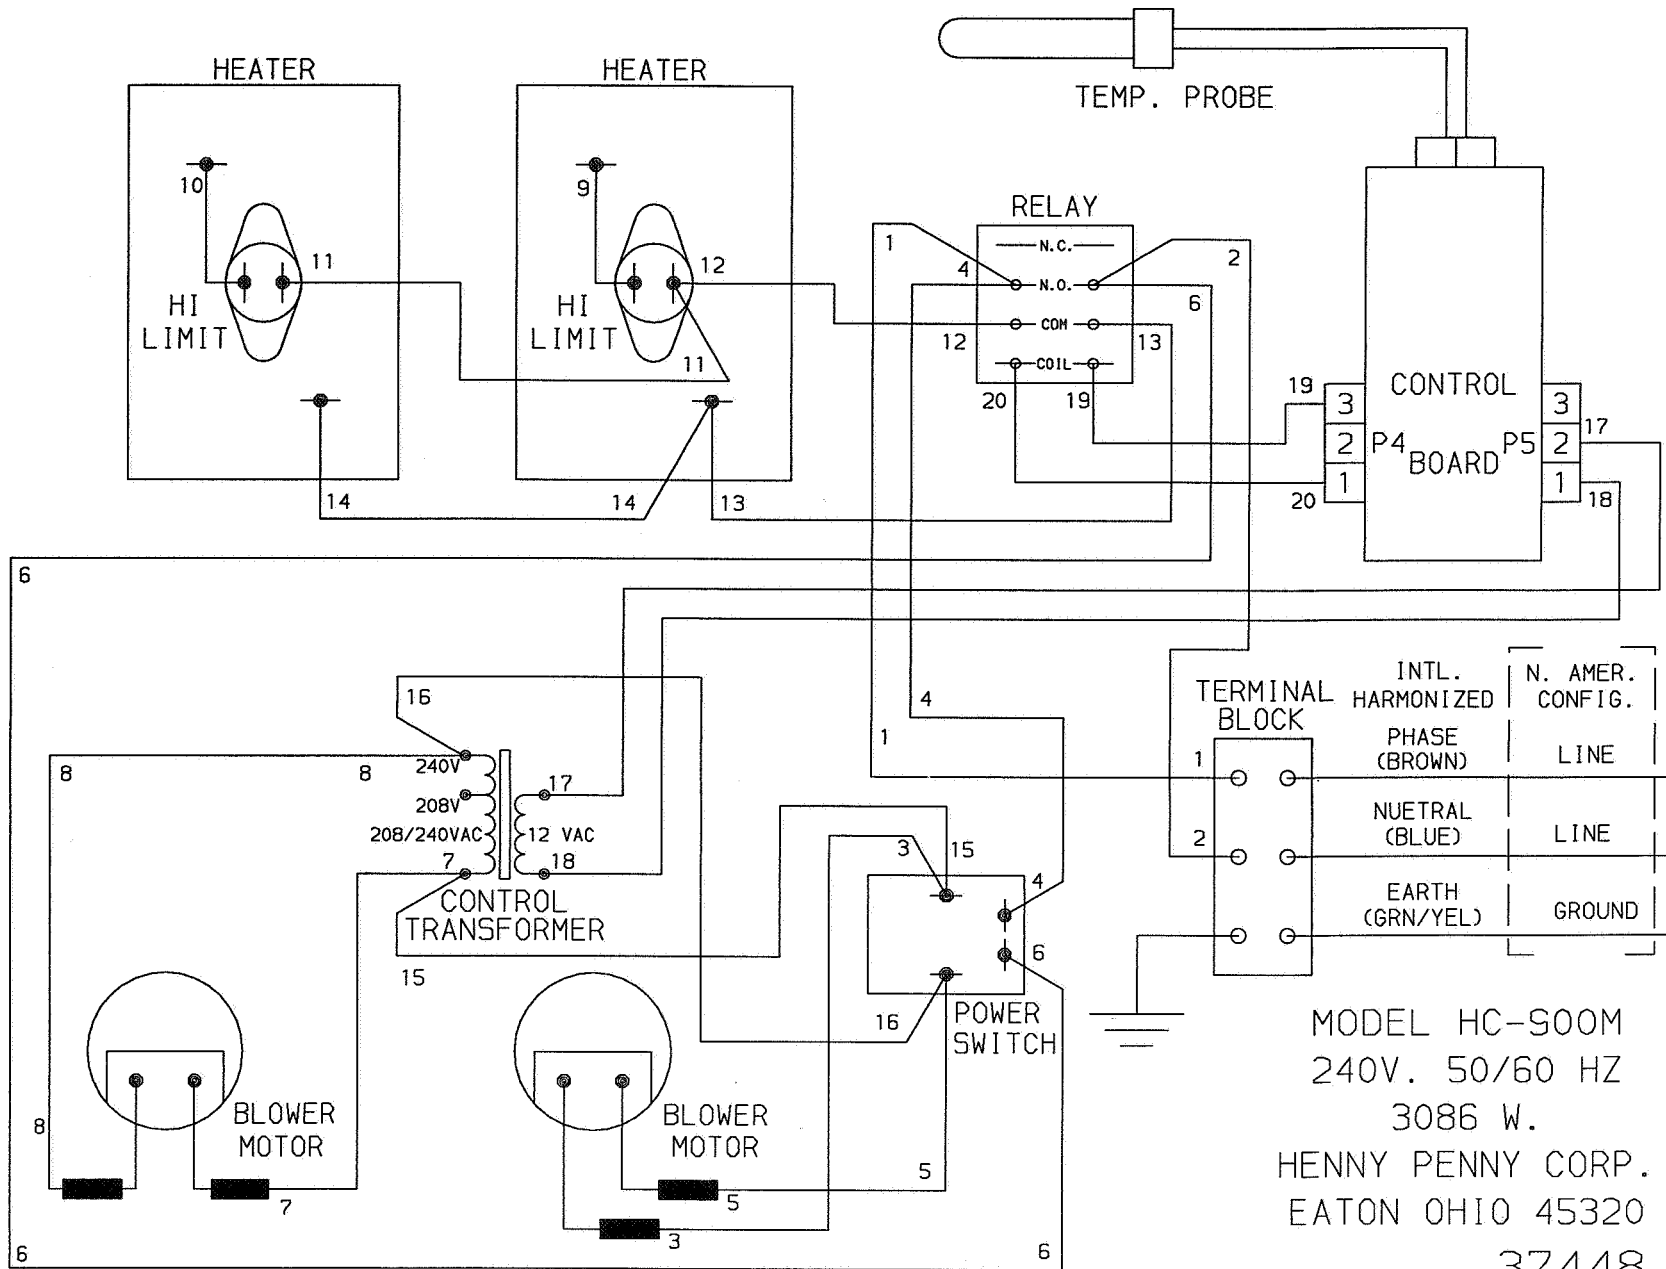 HEATER
HEATER
TEMP. PROBE
10
9
RELAY
1
N.C.
2
11
12
4
N.O.
6
HI
LIMIT
HI
LIMIT
COM
12
13
11
COIL
20
19
19
CONTROL
3
3
17
2
P4
P5
2
BOARD
1
1
20
18
14
14
13
6
16
4
1
TERMINAL
BLOCK
INTL.
HARMONIZED
N. AMER.
CONFIG.
8
8
240V
17
208V
208/240VAC
12 VAC
7
18
CONTROL
TRANSFORMER
15
1
PHASE
(BROWN)
LINE
2
NUETRAL
(BLUE)
LINE
EARTH
(GRN/YEL)
GROUND
3
15
4
6
16
POWER
SWITCH
BLOWER
MOTOR
BLOWER
MOTOR
8
7
5
5
3
6
6
MODEL HC-900M
240V. 50/60 HZ
3086 W.
HENNY PENNY CORP.
EATON OHIO 45320
37448